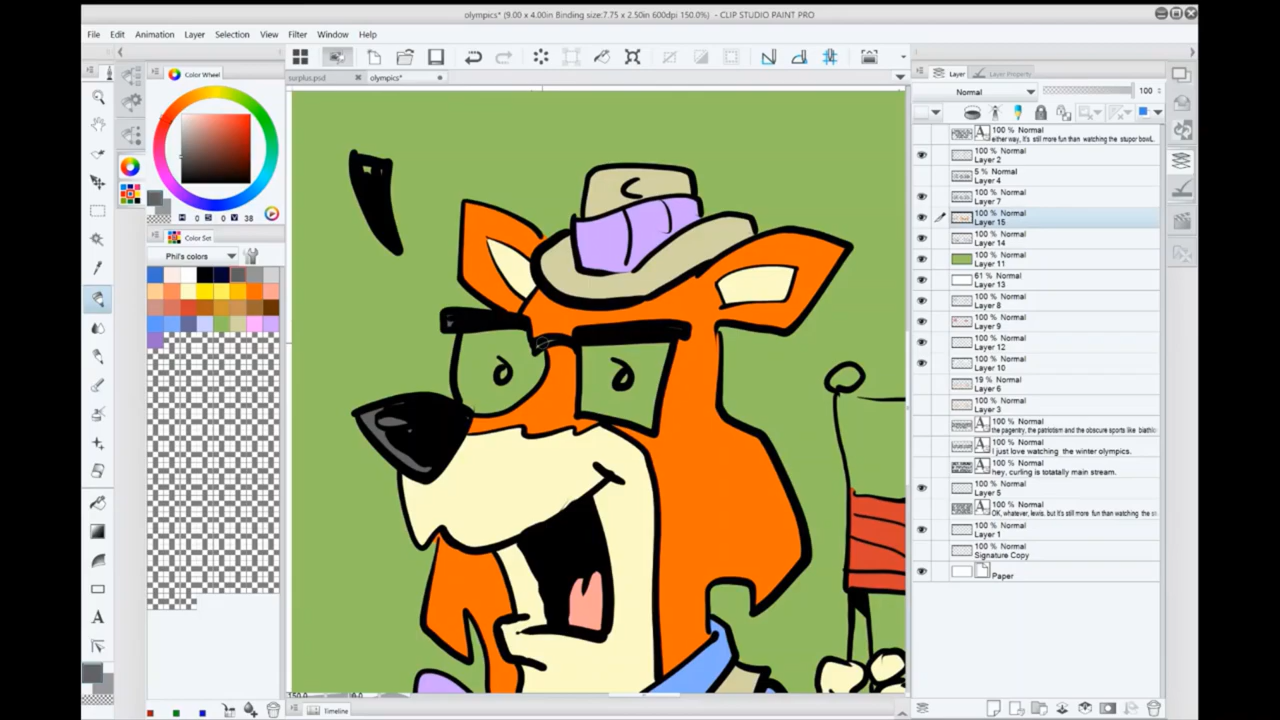 olympics* (9.00 x 4.00in Binding size:7.75 x 2.50in 600dpi 150.0%) - CLIP STUDIO PAINT PRO
File Edit Animation Layer Selection View Filter Window Help
surplus.psd olympics*
Color Wheel
H 0 S 0 V 38
Color Set
Phil's colors
Layer Layer Property
Normal 100
100 % Normal
either way, it's still more fun than watching the stupor bowl.
100 % Normal
Layer 2
5 % Normal
Layer 4
100 % Normal
Layer 7
100 % Normal
Layer 15
100 % Normal
Layer 14
100 % Normal
Layer 11
61 % Normal
Layer 13
100 % Normal
Layer 8
100 % Normal
Layer 9
100 % Normal
Layer 12
100 % Normal
Layer 10
19 % Normal
Layer 6
100 % Normal
Layer 3
100 % Normal
the pagentry, the patriotism and the obscure sports like
100 % Normal
I just love watching the winter olympics.
100 % Normal
hey, curling is totatally main stream.
100 % Normal
Layer 5
100 % Normal
OK, whatever, lewis, but it's still more fun than watching the
100 % Normal
Layer 1
100 % Normal
Signature Copy
Paper
150.0 0.0
Timeline